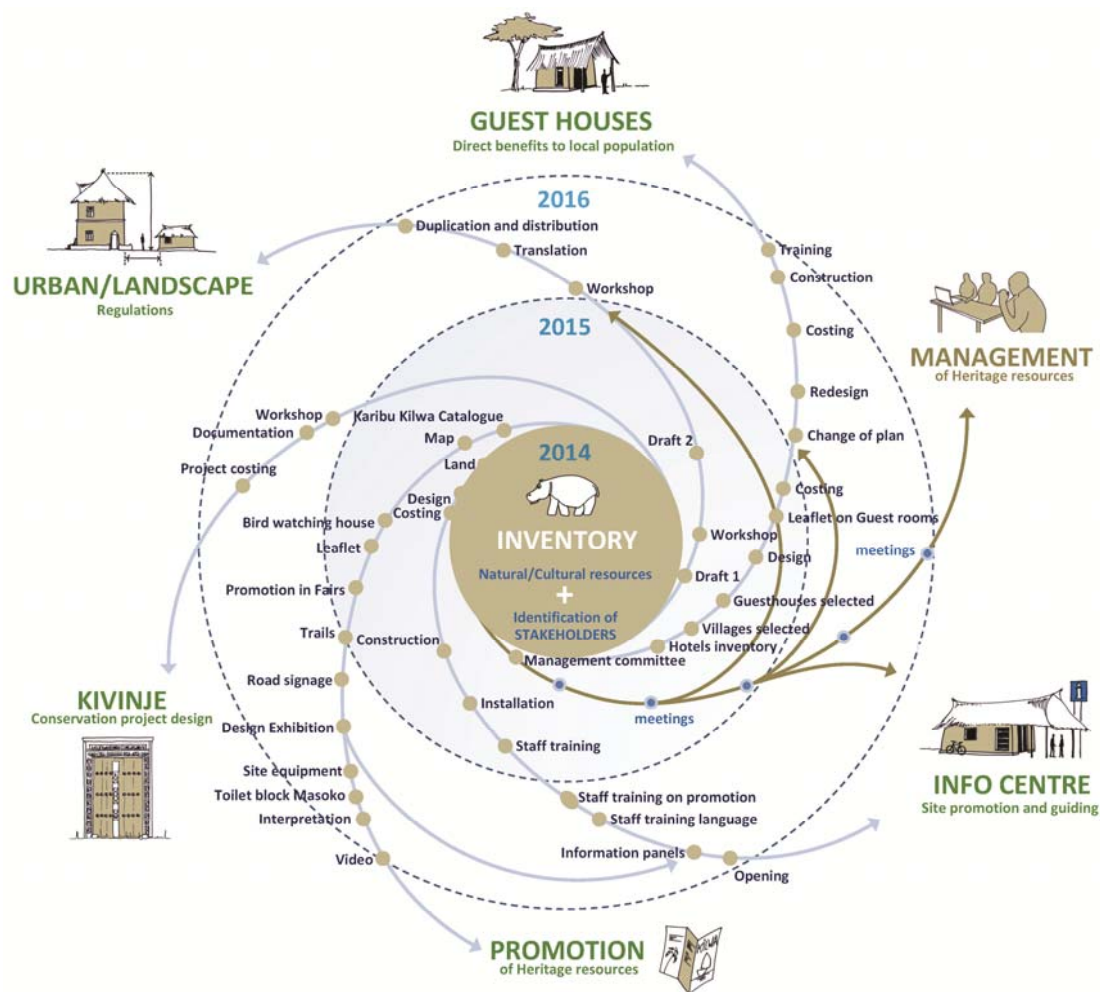 GUEST HOUSES
Direct benefits to local population
2016
Duplication and distribution
Translation
Workshop
URBAN/LANDSCAPE
Regulations
2015
Training
Construction
Costing
Redesign
Change of plan
MANAGEMENT
of Heritage resources
Workshop
Documentation
Project costing
Karibu Kilwa Catalogue
Map
Land
Design
Costing
2014
INVENTORY
Natural/Cultural resources
+
Identification of
STAKEHOLDERS
Draft 2
Workshop
Draft 1
Costing
Leaflet on Guest rooms
Design
Guesthouses selected
Villages selected
Hotels inventory
Management committee
meetings
meetings
Bird watching house
Leaflet
Promotion in Fairs
Trails
Road signage
Design Exhibition
Site equipment
Toilet block Masoko
Interpretation
Video
Construction
Installation
Staff training
Staff training on promotion
Staff training language
Information panels
Opening
KIVINJE
Conservation project design
i
INFO CENTRE
Site promotion and guiding
PROMOTION
of Heritage resources
KILWA